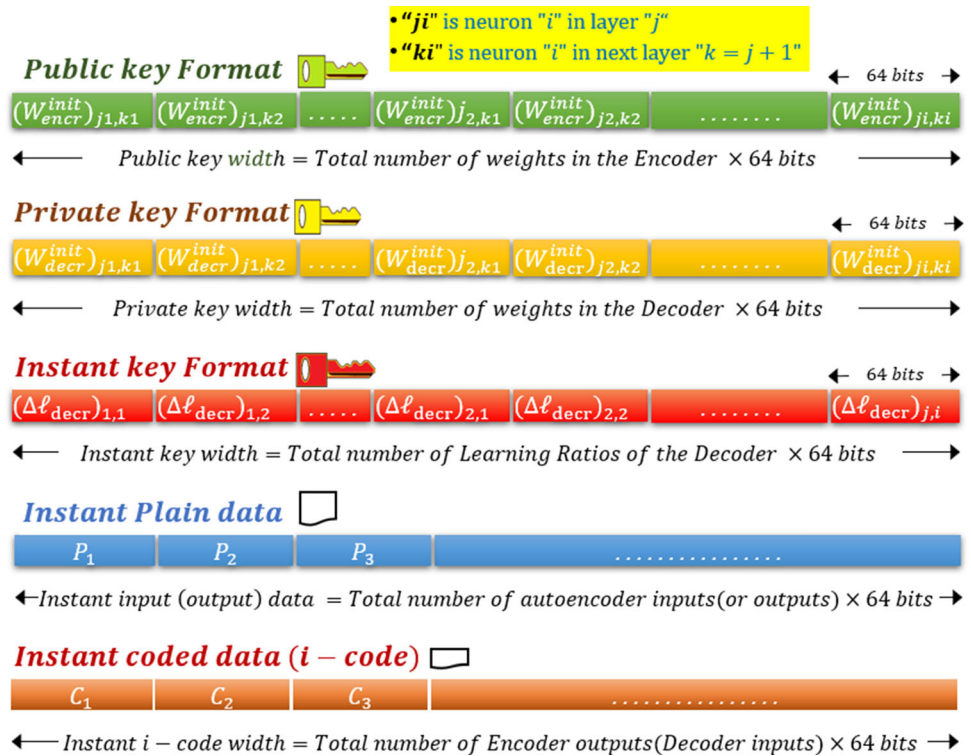 • “ji” is neuron "i" in layer "j“
• “ki" is neuron "i" in next layer "k = j + 1"
Public key Format
64 bits
(W_encr^init)_j1,k1 (W_encr^init)_j1,k2 ..... (W_encr^init)j_2,k1 (W_encr^init)_j2,k2 ........ (W_encr^init)_ji,ki
Public key width = Total number of weights in the Encoder × 64 bits
Private key Format
64 bits
(W_decr^init)_j1,k1 (W_decr^init)_j1,k2 ..... (W_decr^init)j_2,k1 (W_decr^init)_j2,k2 ........ (W_decr^init)_ji,ki
Private key width = Total number of weights in the Decoder × 64 bits
Instant key Format
64 bits
(Δℓ_decr)_1,1 (Δℓ_decr)_1,2 ..... (Δℓ_decr)_2,1 (Δℓ_decr)_2,2 ........ (Δℓ_decr)_j,i
Instant key width = Total number of Learning Ratios of the Decoder × 64 bits
Instant Plain data
P_1 P_2 P_3 ................
Instant input (output) data = Total number of autoencoder inputs(or outputs) × 64 bits
Instant coded data (i − code)
C_1 C_2 C_3 ................
Instant i − code width = Total number of Encoder outputs(Decoder inputs) × 64 bits